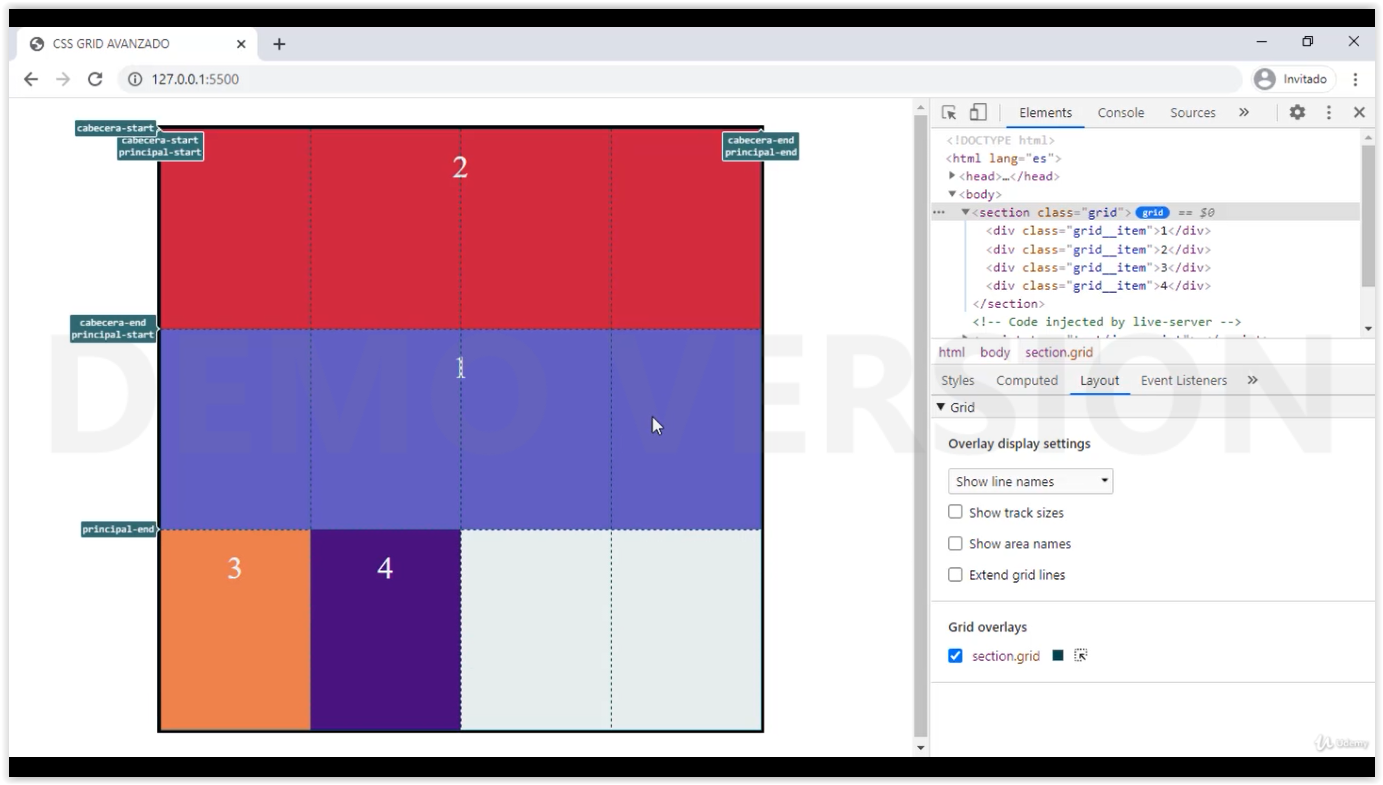 CSS GRID AVANZADO
127.0.0.1:5500
Invitado
cabecera-start
cabecera-start
principal-start
cabecera-end
principal-end
2
cabecera-end
principal-start
1
principal-end
3
4
Elements Console Sources »
<!DOCTYPE html>
<html lang="es">
<head>…</head>
<body>
<section class="grid"> grid == $0
<div class="grid__item">1</div>
<div class="grid__item">2</div>
<div class="grid__item">3</div>
<div class="grid__item">4</div>
</section>
<!-- Code injected by live-server -->
html body section.grid
Styles Computed Layout Event Listeners »
Grid
Overlay display settings
Show line names
Show track sizes
Show area names
Extend grid lines
Grid overlays
section.grid
DEMO VERSION
Udemy